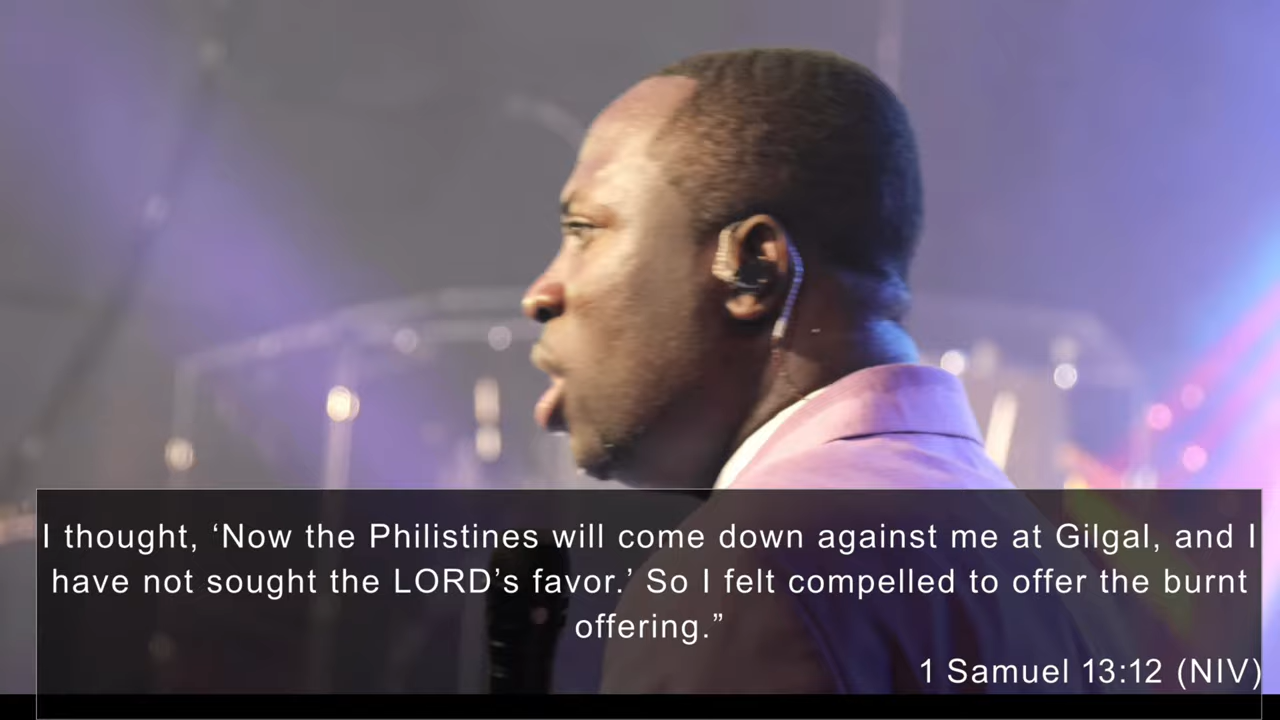 I thought, ‘Now the Philistines will come down against me at Gilgal, and I
have not sought the LORD’s favor.’ So I felt compelled to offer the burnt
offering.”
1 Samuel 13:12 (NIV)